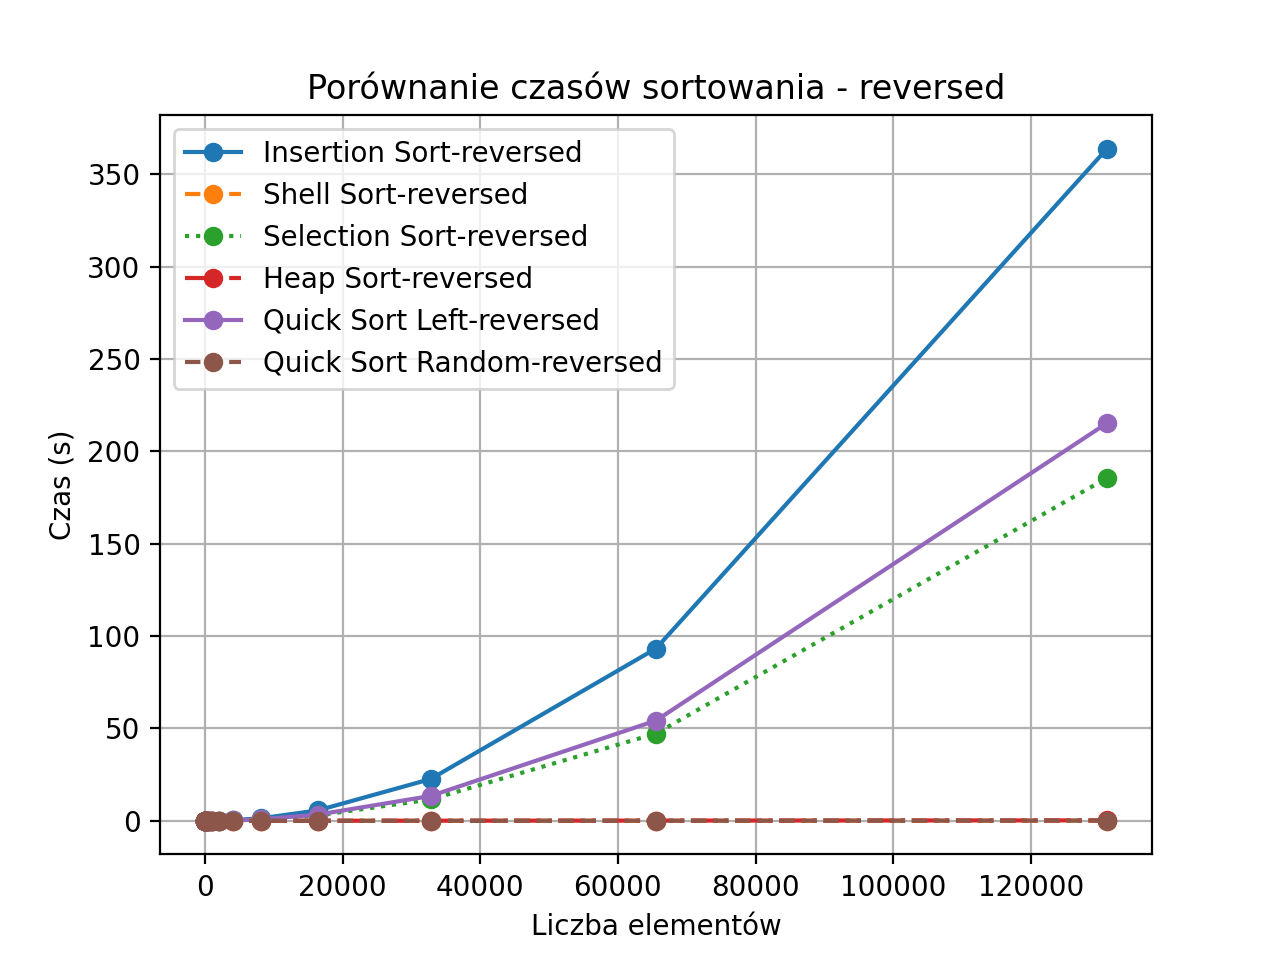 Porównanie czasów sortowania - reversed
Insertion Sort-reversed
Shell Sort-reversed
Selection Sort-reversed
Heap Sort-reversed
Quick Sort Left-reversed
Quick Sort Random-reversed
Czas (s)
350
300
250
200
150
100
50
0
0 20000 40000 60000 80000 100000 120000
Liczba elementów